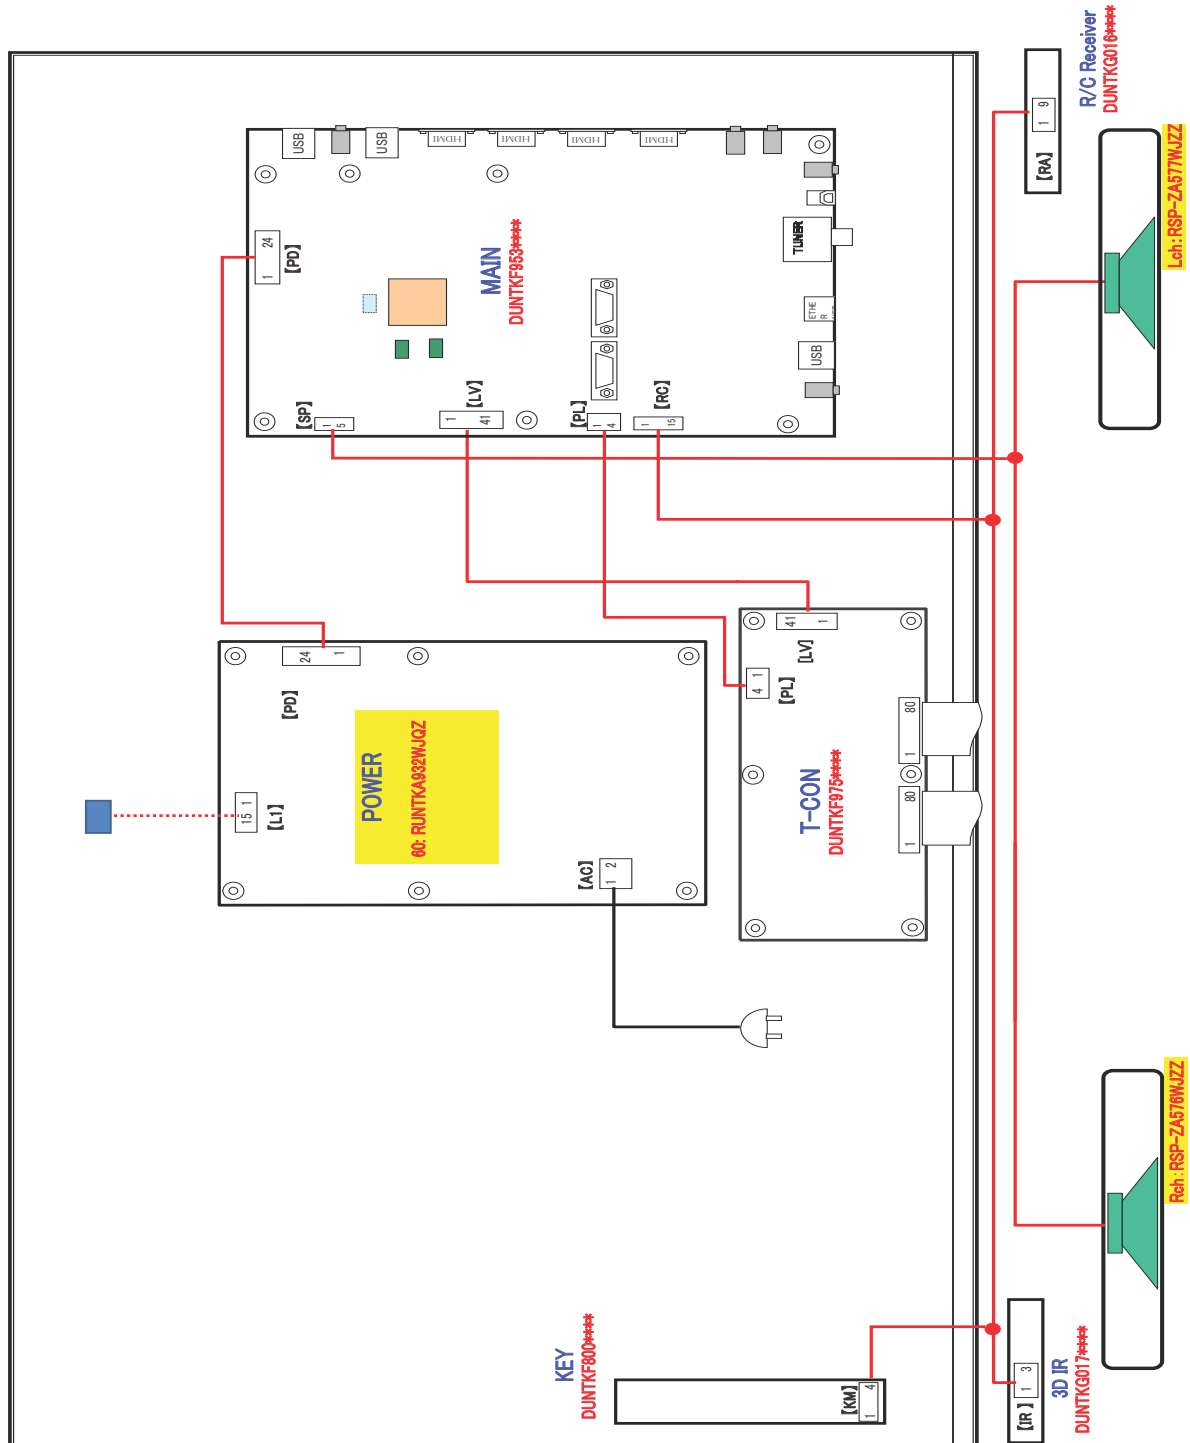 R/C Receiver
DUNTKG016****
1 9
【RA】
Lch:RSP-ZA577WJZZ
USB
USB
HDMI
HDMI
HDMI
HDMI
1 24
【PD】
MAIN
DUNTKF953****
TUNER
ETHE
R
USB
【SP】
1
5
1
41
【LV】
【PL】
1
4
【RC】
1
15
24
1
【PD】
POWER
60: RUNTKA932WJQZ
15 1
【L1】
【AC】
1 2
41
1
【LV】
4 1
【PL】
T-CON
DUNTKF975****
1 80
1 80
KEY
DUNTKF800****
【KM】
1 4
【IR】
1 3
3D IR
DUNTKG017****
Rch:RSP-ZA576WJZZ